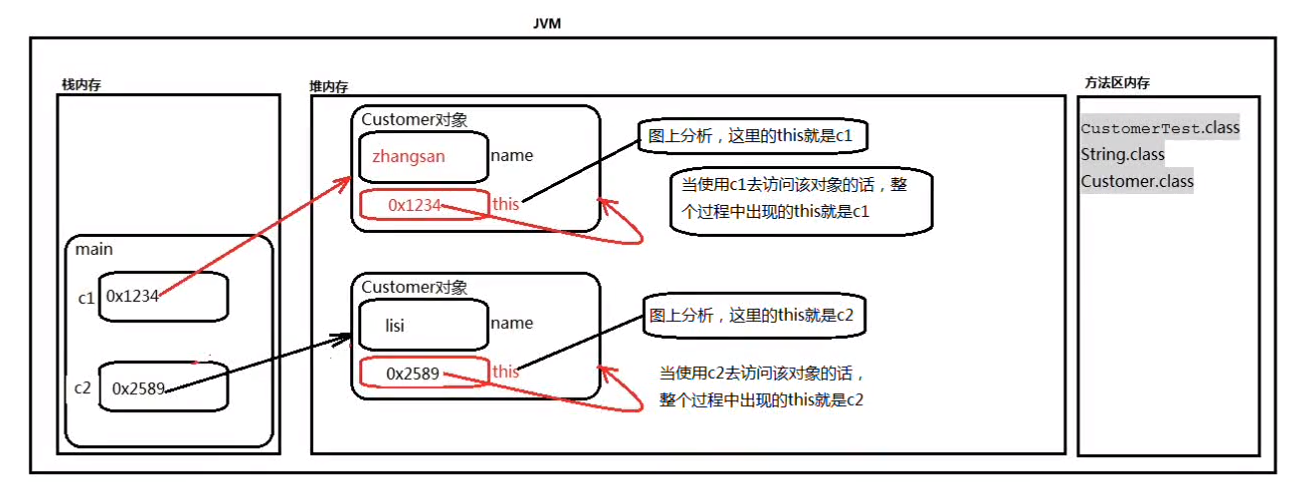 JVM
栈内存
堆内存
方法区内存
main
c1 0x1234
c2 0x2589
Customer对象
zhangsan name
0x1234 this
图上分析，这里的this就是c1
当使用c1去访问该对象的话，整
个过程中出现的this就是c1
Customer对象
lisi name
0x2589 this
图上分析，这里的this就是c2
当使用c2去访问该对象的话，
整个过程中出现的this就是c2
CustomerTest.class
String.class
Customer.class